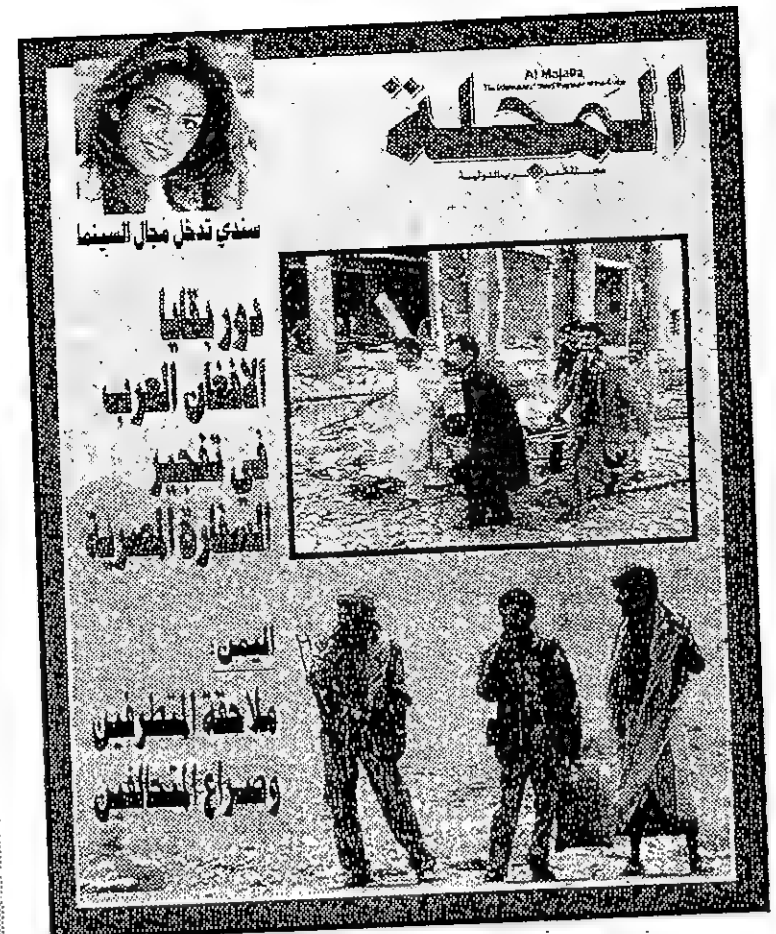 المجلة
Al Majalla
سندي تدخل مجال السينما
دور بقايا
الافغان العرب
في تفجير
السفارة المصرية
اليمن:
ملاحقة المتطرفين
وصراع المتحالفين